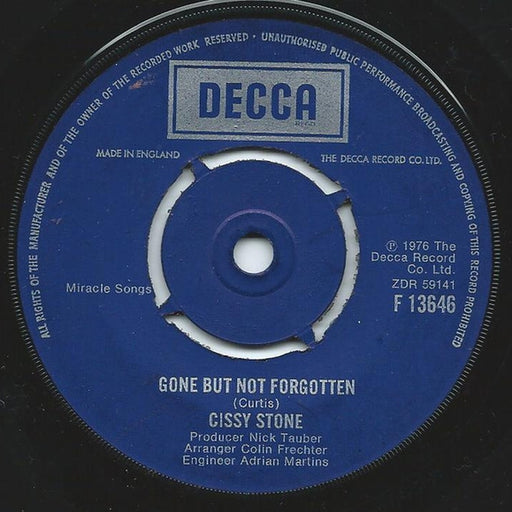 ALL RIGHTS OF THE MANUFACTURER AND OF THE OWNER OF THE RECORDED WORK RESERVED · UNAUTHORISED PUBLIC PERFORMANCE BROADCASTING AND COPYING OF THIS RECORD PROHIBITED
DECCA
MADE IN ENGLAND
THE DECCA RECORD CO. LTD.
℗ 1976 The
Decca Record
Co. Ltd.
ZDR 59141
Miracle Songs
F 13646
GONE BUT NOT FORGOTTEN
(Curtis)
CISSY STONE
Producer Nick Tauber
Arranger Colin Frechter
Engineer Adrian Martins